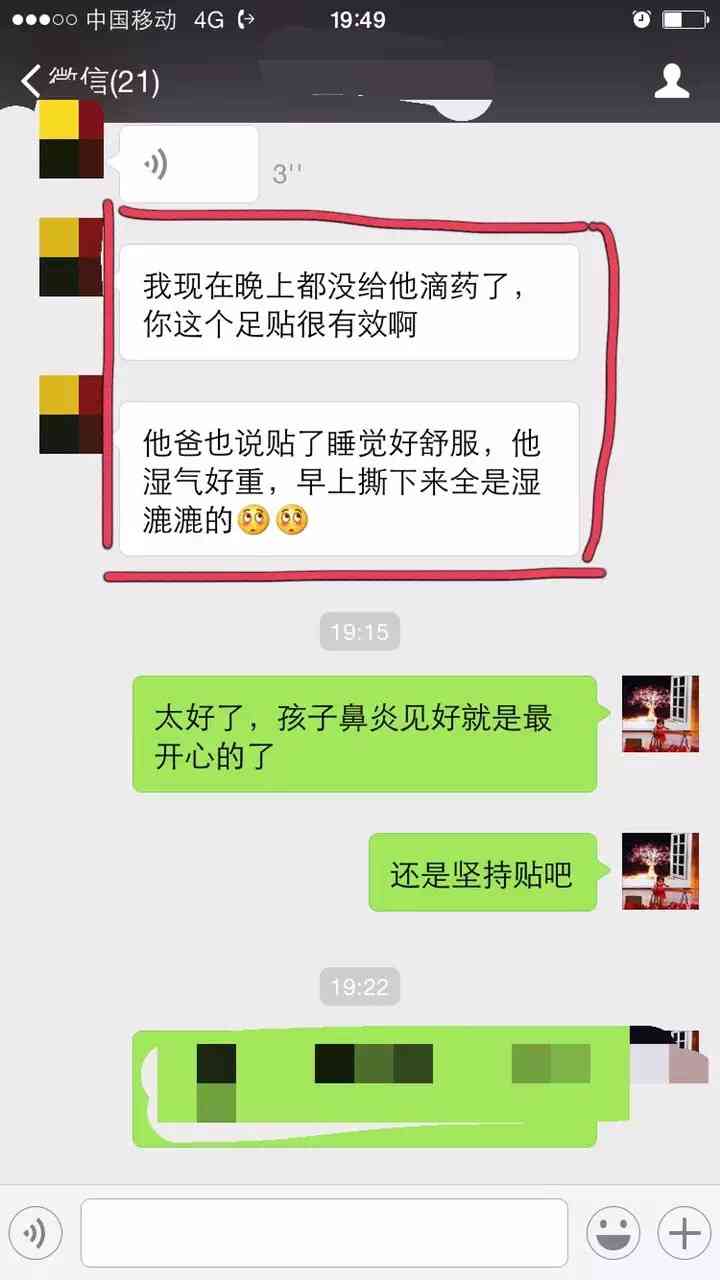 中国移动 4G 19:49
微信(21)
3''
我现在晚上都没给他滴药了,
你这个足贴很有效啊
他爸也说贴了睡觉好舒服,他
湿气好重,早上撕下来全是湿
漉漉的🙄🙄
19:15
太好了,孩子鼻炎见好就是最
开心的了
还是坚持贴吧
19:22